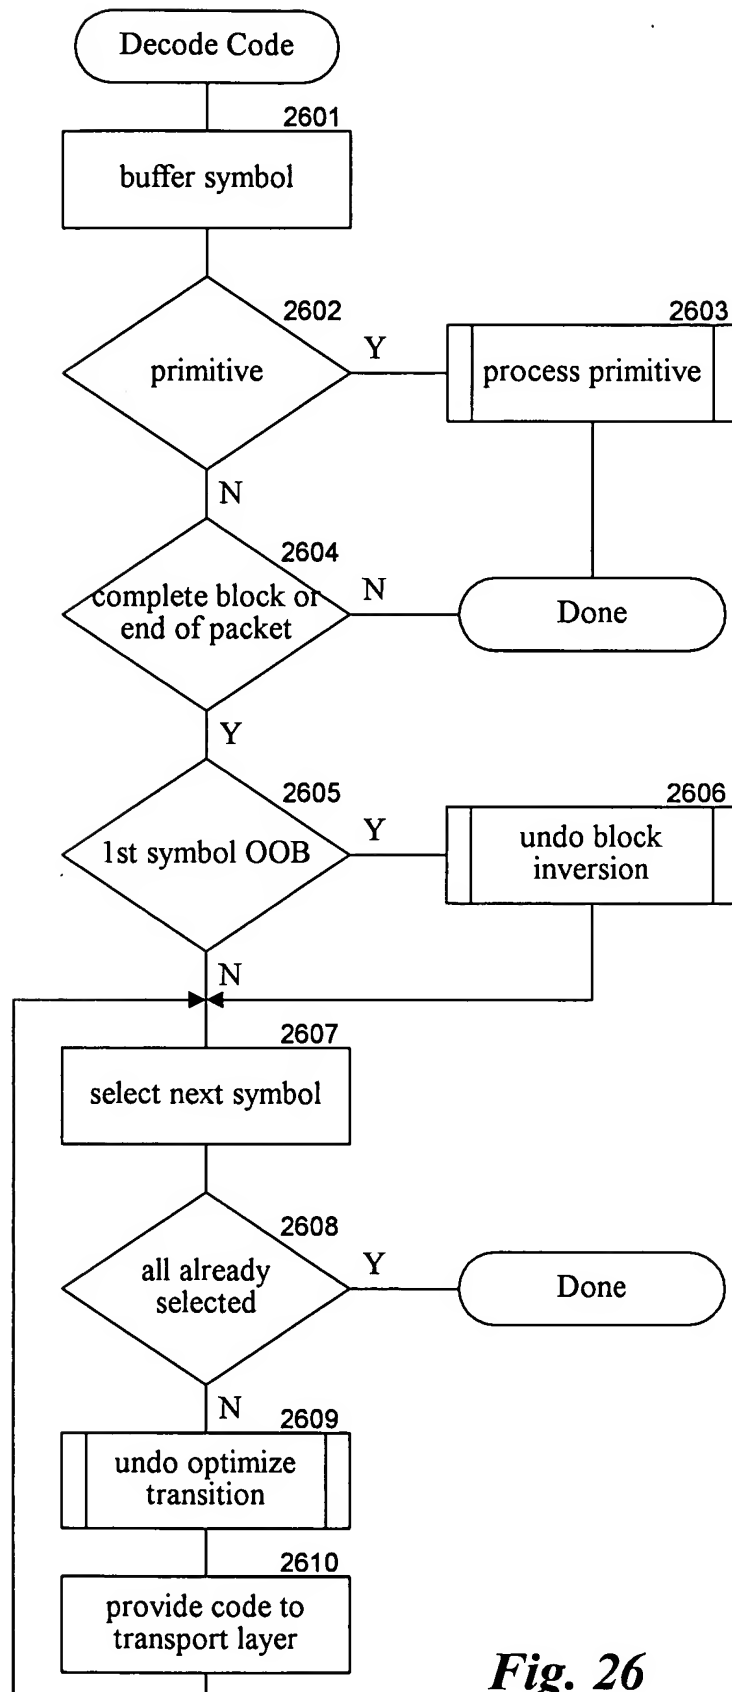 Decode Code
2601
buffer symbol
2602
primitive
Y
2603
process primitive
N
2604
complete block or
end of packet
N
Done
Y
2605
1st symbol OOB
Y
2606
undo block
inversion
N
2607
select next symbol
2608
all already
selected
Y
Done
N
2609
undo optimize
transition
2610
provide code to
transport layer
Fig. 26